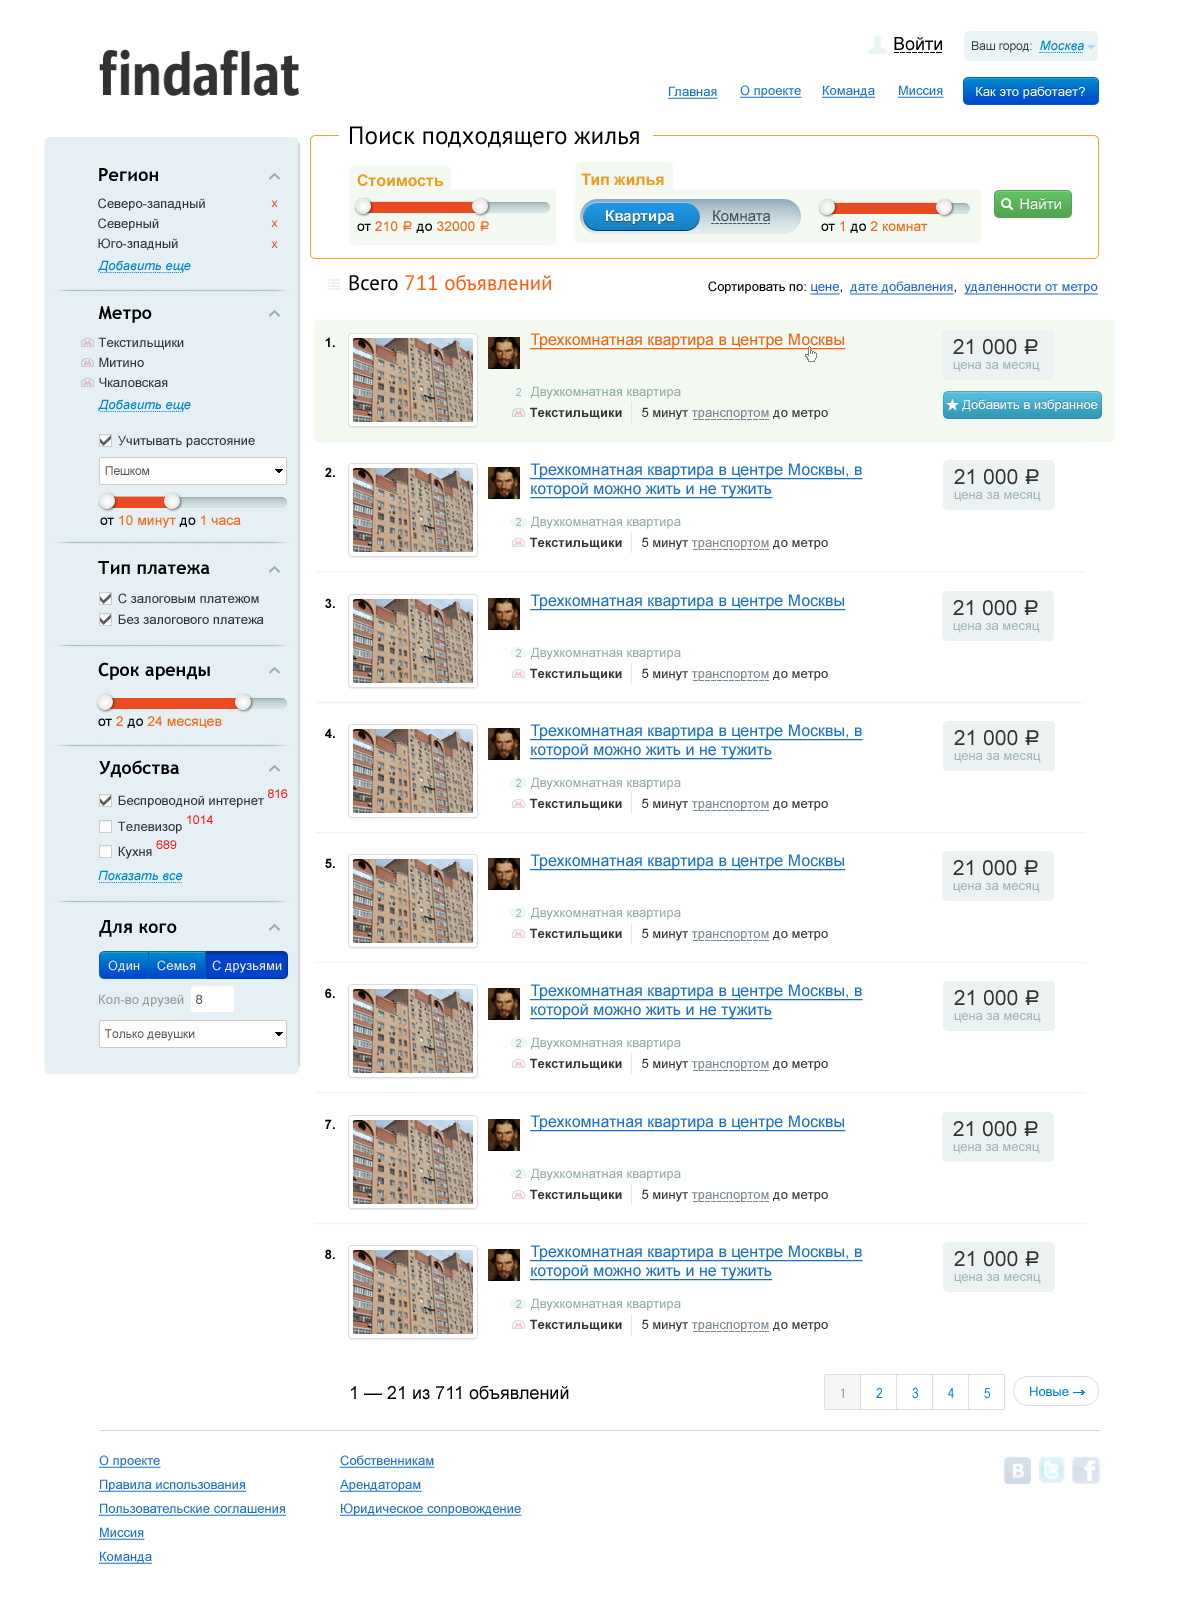 findaflat
Войти
Ваш город: Москва
Главная О проекте Команда Миссия Как это работает?
Регион
Северо-западный x
Северный x
Юго-зпадный x
Добавить еще
Метро
Текстильщики
Митино
Чкаловская
Добавить еще
Учитывать расстояние
Пешком
от 10 минут до 1 часа
Тип платежа
С залоговым платежом
Без залогового платежа
Срок аренды
от 2 до 24 месяцев
Удобства
Беспроводной интернет 816
Телевизор 1014
Кухня 689
Показать все
Для кого
Один Семья С друзьями
Кол-во друзей 8
Только девушки
Поиск подходящего жилья
Стоимость
от 210 ₽ до 32000 ₽
Тип жилья
Квартира Комната
от 1 до 2 комнат
Найти
Всего 711 объявлений
Сортировать по: цене, дате добавления, удаленности от метро
1. Трехкомнатная квартира в центре Москвы
21 000 ₽
цена за месяц
2 Двухкомнатная квартира
Текстильщики 5 минут транспортом до метро
Добавить в избранное
2. Трехкомнатная квартира в центре Москвы, в
которой можно жить и не тужить
21 000 ₽
цена за месяц
2 Двухкомнатная квартира
Текстильщики 5 минут транспортом до метро
3. Трехкомнатная квартира в центре Москвы
21 000 ₽
цена за месяц
2 Двухкомнатная квартира
Текстильщики 5 минут транспортом до метро
4. Трехкомнатная квартира в центре Москвы, в
которой можно жить и не тужить
21 000 ₽
цена за месяц
2 Двухкомнатная квартира
Текстильщики 5 минут транспортом до метро
5. Трехкомнатная квартира в центре Москвы
21 000 ₽
цена за месяц
2 Двухкомнатная квартира
Текстильщики 5 минут транспортом до метро
6. Трехкомнатная квартира в центре Москвы, в
которой можно жить и не тужить
21 000 ₽
цена за месяц
2 Двухкомнатная квартира
Текстильщики 5 минут транспортом до метро
7. Трехкомнатная квартира в центре Москвы
21 000 ₽
цена за месяц
2 Двухкомнатная квартира
Текстильщики 5 минут транспортом до метро
8. Трехкомнатная квартира в центре Москвы, в
которой можно жить и не тужить
21 000 ₽
цена за месяц
2 Двухкомнатная квартира
Текстильщики 5 минут транспортом до метро
1 — 21 из 711 объявлений
1 2 3 4 5 Новые →
О проекте
Правила использования
Пользовательские соглашения
Миссия
Команда
Собственникам
Арендаторам
Юридическое сопровождение